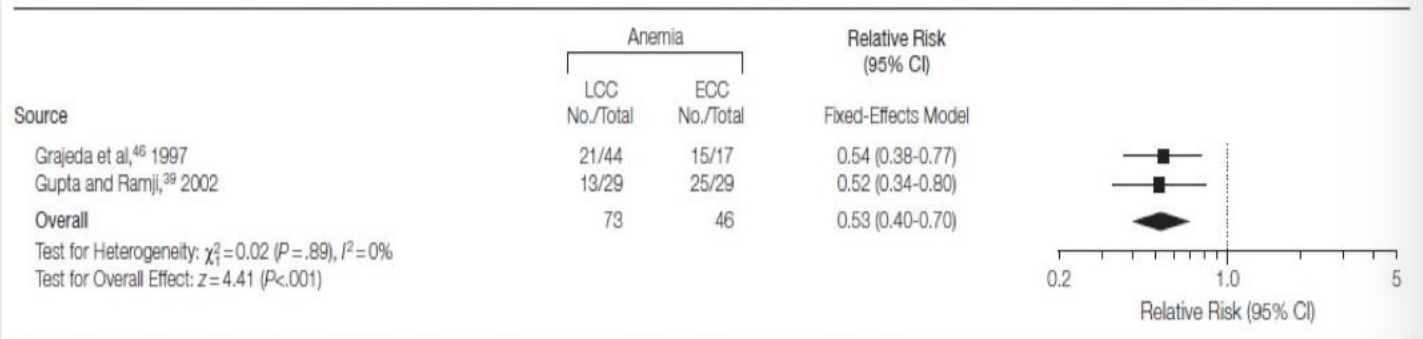 Anemia
Relative Risk
(95% CI)
LCC
ECC
Source
No./Total
No./Total
Fixed-Effects Model
Grajeda et al,⁴⁶ 1997 21/44 15/17 0.54 (0.38-0.77)
Gupta and Ramji,³⁹ 2002 13/29 25/29 0.52 (0.34-0.80)
Overall 73 46 0.53 (0.40-0.70)
Test for Heterogeneity: χ²₁=0.02 (P=.89), I²=0%
Test for Overall Effect: z=4.41 (P<.001)
0.2 1.0 5
Relative Risk (95% CI)